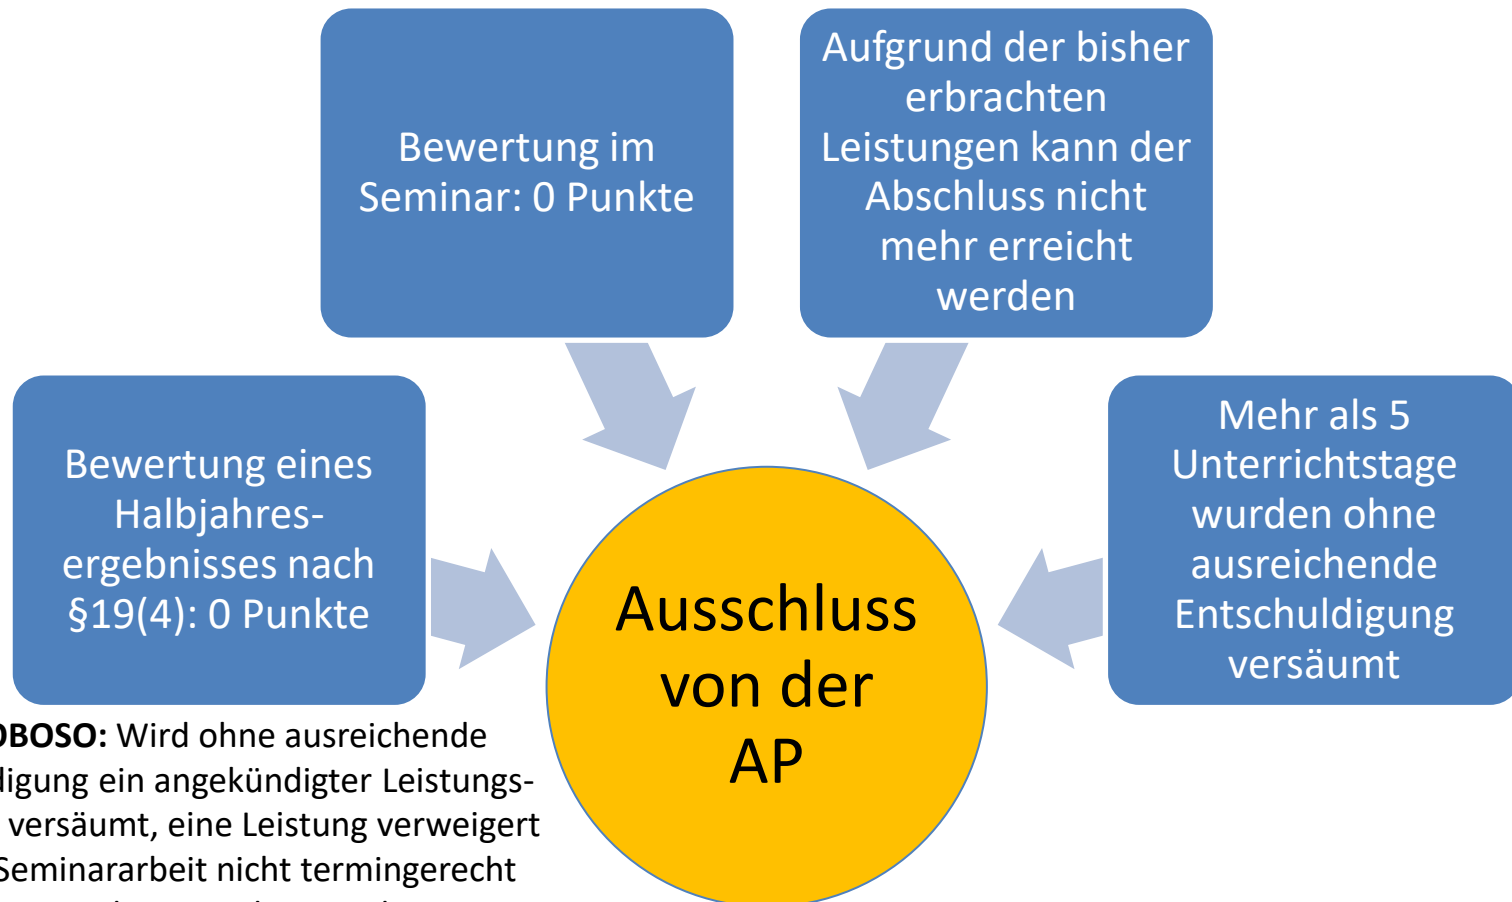 Bewertung im
Seminar: 0 Punkte
Aufgrund der bisher
erbrachten
Leistungen kann der
Abschluss nicht
mehr erreicht
werden
Bewertung eines
Halbjahres-
ergebnisses nach
§19(4): 0 Punkte
Mehr als 5
Unterrichtstage
wurden ohne
ausreichende
Entschuldigung
versäumt
Ausschluss
von der
AP
OBOSO: Wird ohne ausreichende
digung ein angekündigter Leistungs-
versäumt, eine Leistung verweigert
Seminararbeit nicht termingerecht